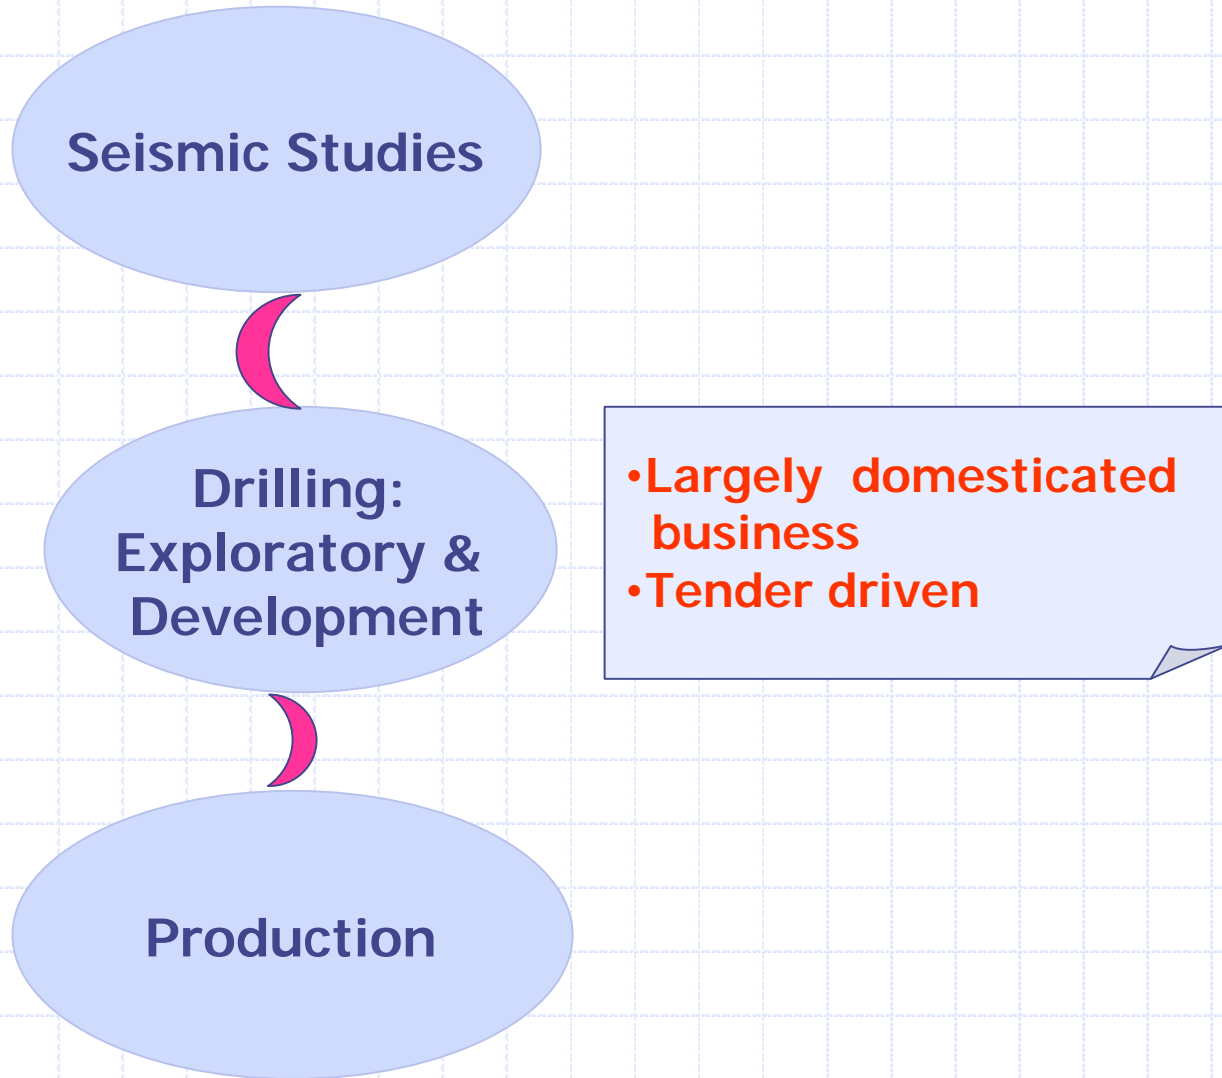 Seismic Studies
Drilling:
Exploratory &
Development
•Largely domesticated
business
•Tender driven
Production